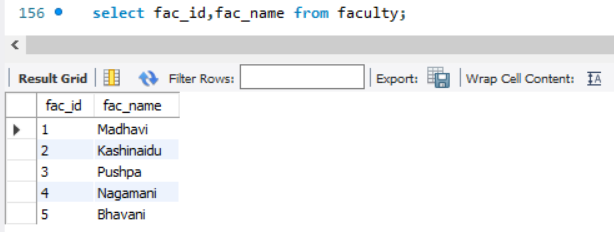 156 select fac_id,fac_name from faculty;
Result Grid Filter Rows: Export: Wrap Cell Content: IA
fac_id fac_name
1 Madhavi
2 Kashinaidu
3 Pushpa
4 Nagamani
5 Bhavani